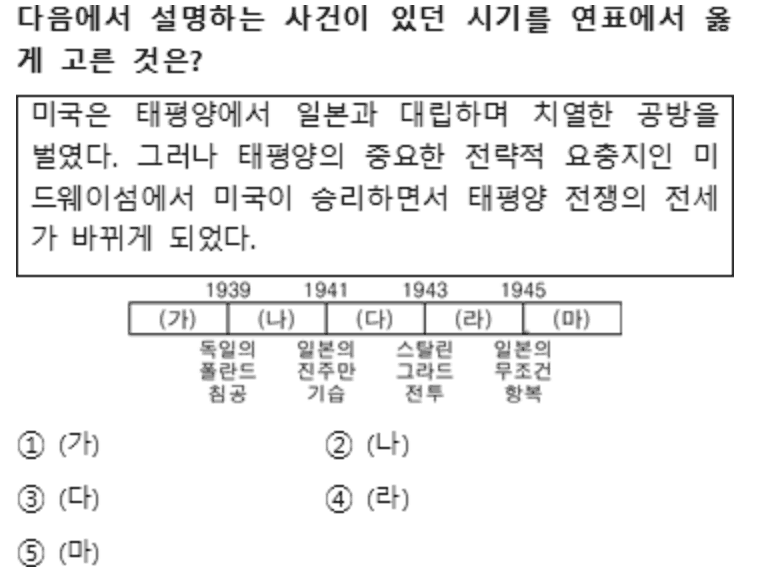 다음에서 설명하는 사건이 있던 시기를 연표에서 옳
게 고른 것은?
미국은 태평양에서 일본과 대립하며 치열한 공방을
벌였다. 그러나 태평양의 중요한 전략적 요충지인 미
드웨이섬에서 미국이 승리하면서 태평양 전쟁의 전세
가 바뀌게 되었다.
1939 1941 1943 1945
(가) (나) (다) (라) (마)
독일의 일본의 스탈린 일본의
폴란드 진주만 그라드 무조건
침공 기습 전투 항복
① (가) ② (나)
③ (다) ④ (라)
⑤ (마)